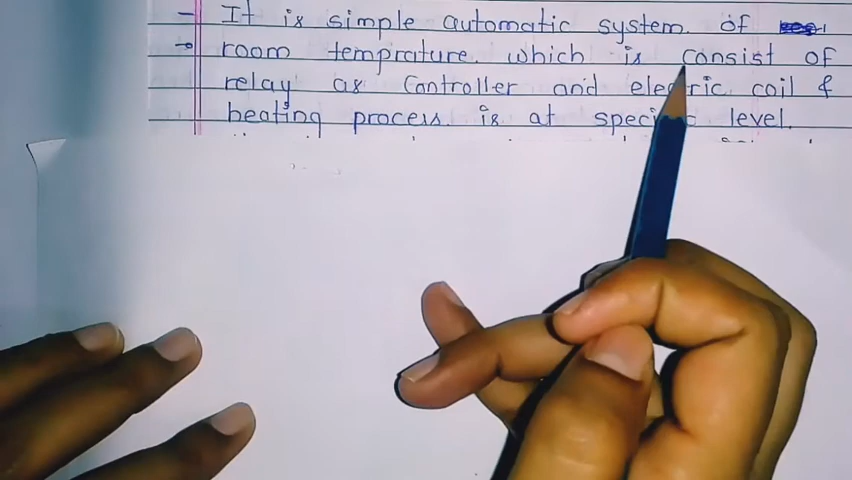 It is simple automatic system of
room temprature which is consist of
relay as controller and electric coil &
heating process is at specific level.